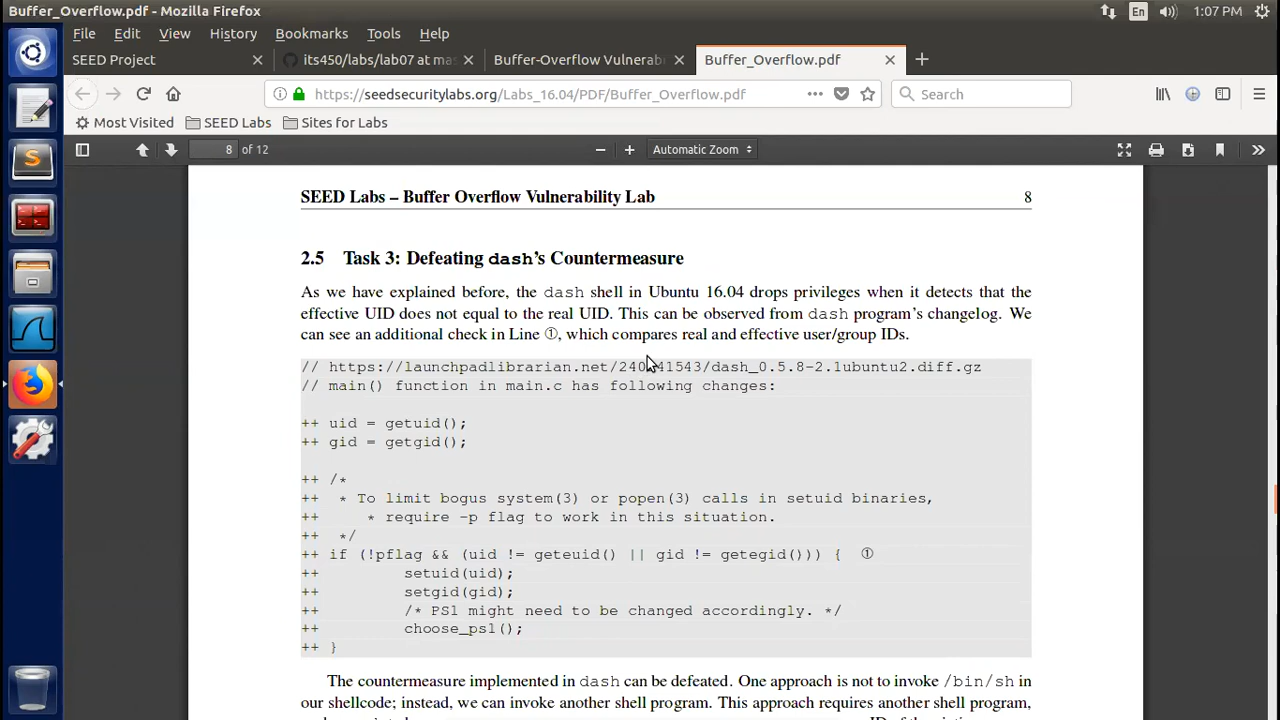 Buffer_Overflow.pdf - Mozilla Firefox
En
1:07 PM
File Edit View History Bookmarks Tools Help
SEED Project
its450/labs/lab07 at mas
Buffer-Overflow Vulnerab
Buffer_Overflow.pdf
https://seedsecuritylabs.org/Labs_16.04/PDF/Buffer_Overflow.pdf
Search
Most Visited SEED Labs Sites for Labs
8 of 12
Automatic Zoom
SEED Labs – Buffer Overflow Vulnerability Lab 8
2.5 Task 3: Defeating dash's Countermeasure
As we have explained before, the dash shell in Ubuntu 16.04 drops privileges when it detects that the
effective UID does not equal to the real UID. This can be observed from dash program's changelog. We
can see an additional check in Line ①, which compares real and effective user/group IDs.
// https://launchpadlibrarian.net/240241543/dash_0.5.8-2.1ubuntu2.diff.gz
// main() function in main.c has following changes:
++ uid = getuid();
++ gid = getgid();
++ /*
++ * To limit bogus system(3) or popen(3) calls in setuid binaries,
++ * require -p flag to work in this situation.
++ */
++ if (!pflag && (uid != geteuid() || gid != getegid())) { ①
++ setuid(uid);
++ setgid(gid);
++ /* PS1 might need to be changed accordingly. */
++ choose_ps1();
++ }
The countermeasure implemented in dash can be defeated. One approach is not to invoke /bin/sh in
our shellcode; instead, we can invoke another shell program. This approach requires another shell program,